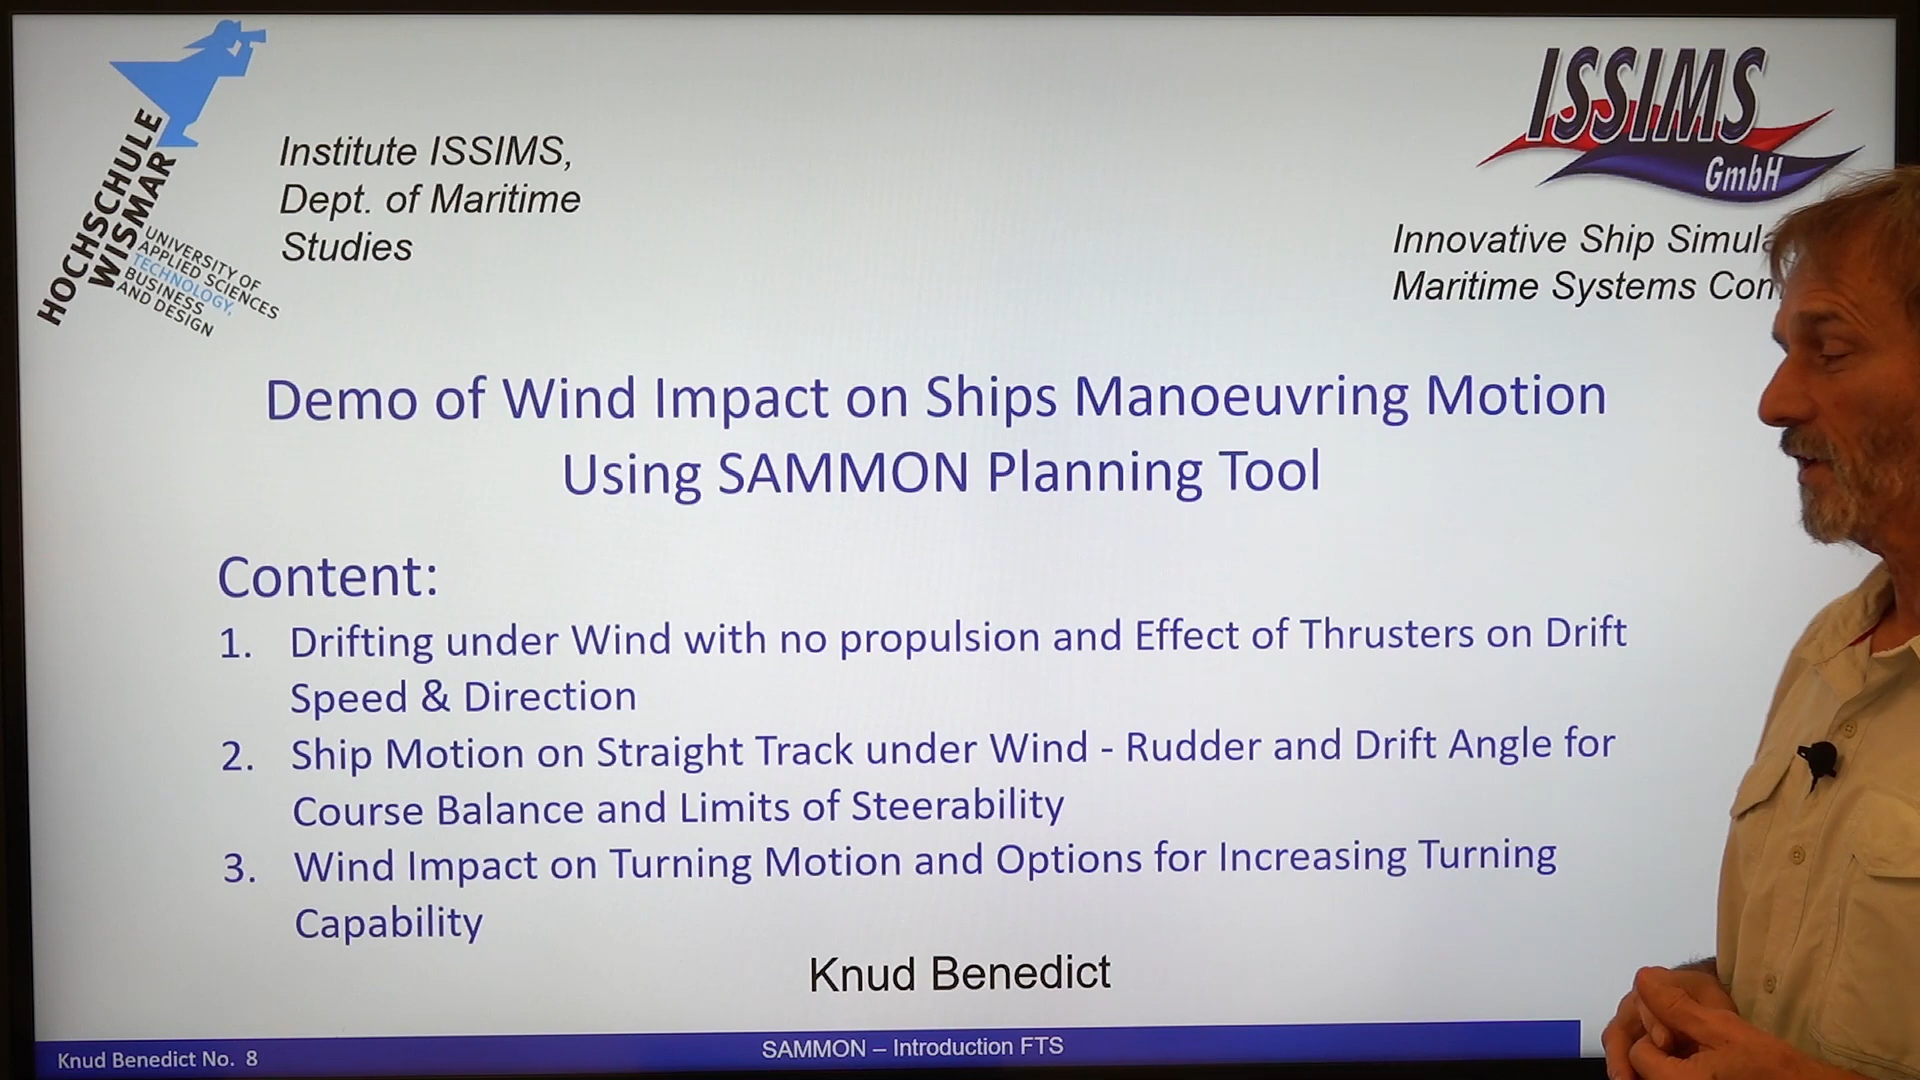 HOCHSCHULE
WISMAR
UNIVERSITY OF
APPLIED SCIENCES
TECHNOLOGY,
BUSINESS
AND DESIGN
Institute ISSIMS,
Dept. of Maritime
Studies
ISSIMS
GmbH
Innovative Ship
Maritime Systems
Demo of Wind Impact on Ships Manoeuvring Motion
Using SAMMON Planning Tool
Content:
1. Drifting under Wind with no propulsion and Effect of Thrusters on Drift
Speed & Direction
2. Ship Motion on Straight Track under Wind - Rudder and Drift Angle for
Course Balance and Limits of Steerability
3. Wind Impact on Turning Motion and Options for Increasing Turning
Capability
Knud Benedict
Knud Benedict No. 8
SAMMON – Introduction FTS